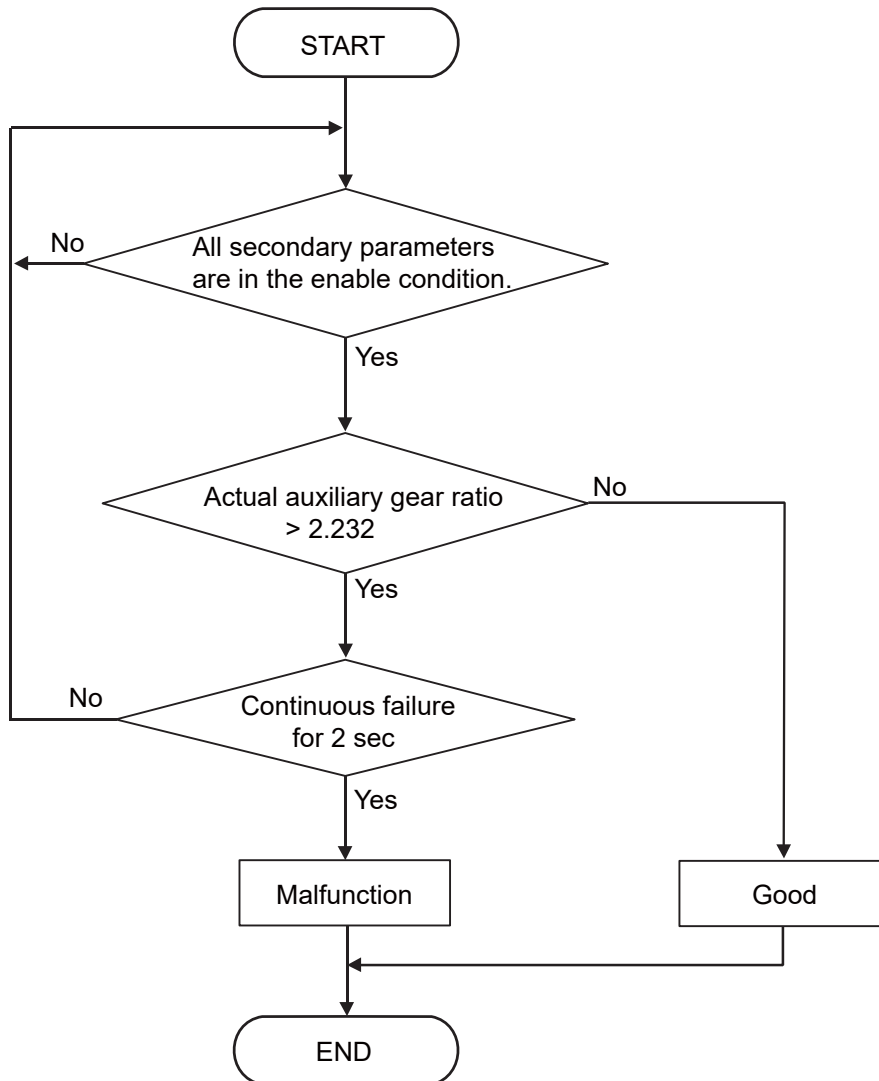 START
No
All secondary parameters
are in the enable condition.
Yes
Actual auxiliary gear ratio
> 2.232
No
Yes
No
Continuous failure
for 2 sec
Yes
Malfunction
Good
END